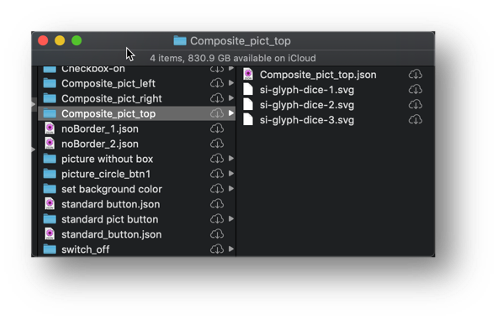 Composite_pict_top
4 items, 830.9 GB available on iCloud
Checkbox-on
Composite_pict_left
Composite_pict_right
Composite_pict_top
noBorder_1.json
noBorder_2.json
picture without box
picture_circle_btn1
set background color
standard button.json
standard pict button
standard_button.json
switch_off
Composite_pict_top.json
si-glyph-dice-1.svg
si-glyph-dice-2.svg
si-glyph-dice-3.svg